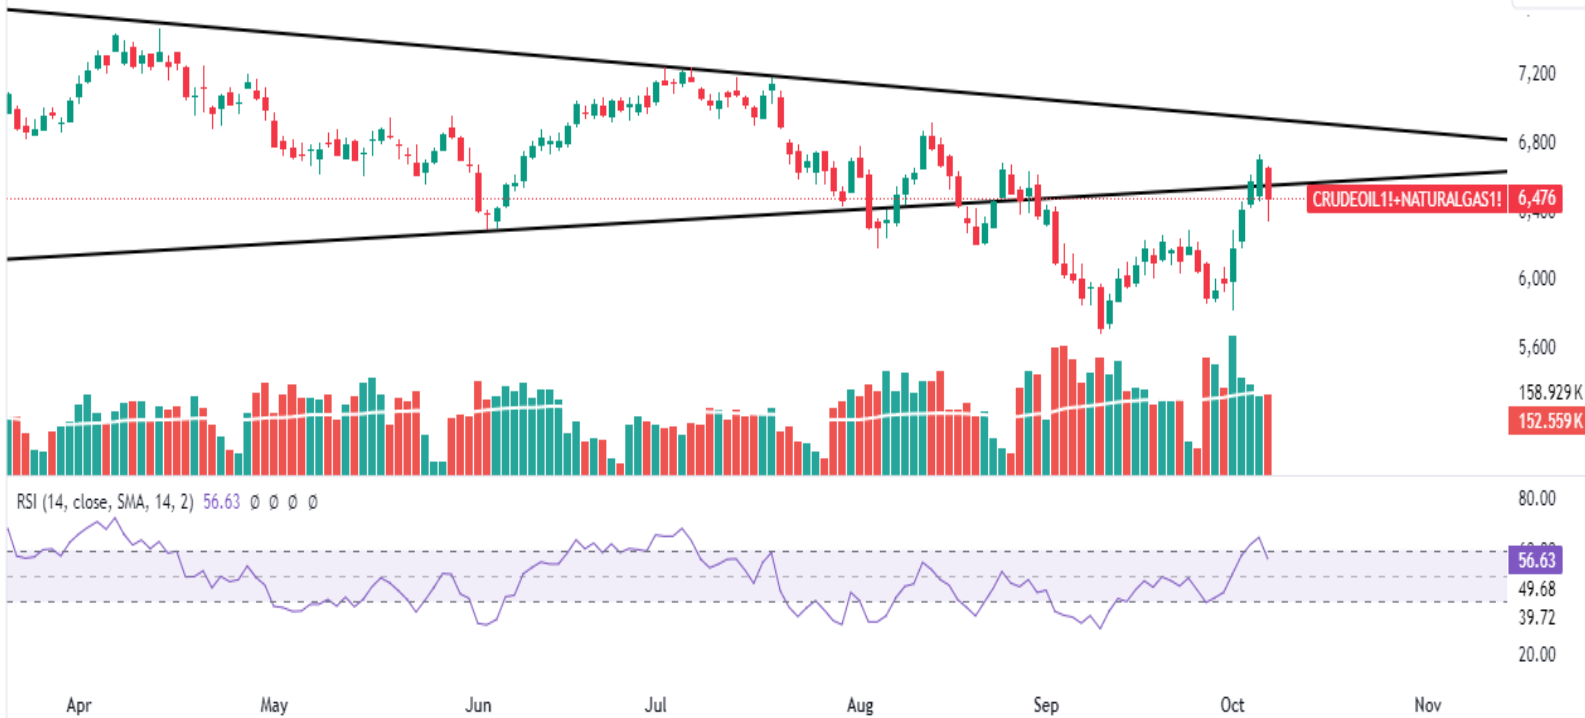 7,200
6,800
CRUDEOIL1!+NATURALGAS1! 6,476
6,000
5,600
158.929 K
152.559 K
RSI (14, close, SMA, 14, 2) 56.63 Ø Ø Ø Ø
80.00
56.63
49.68
39.72
20.00
Apr May Jun Jul Aug Sep Oct Nov